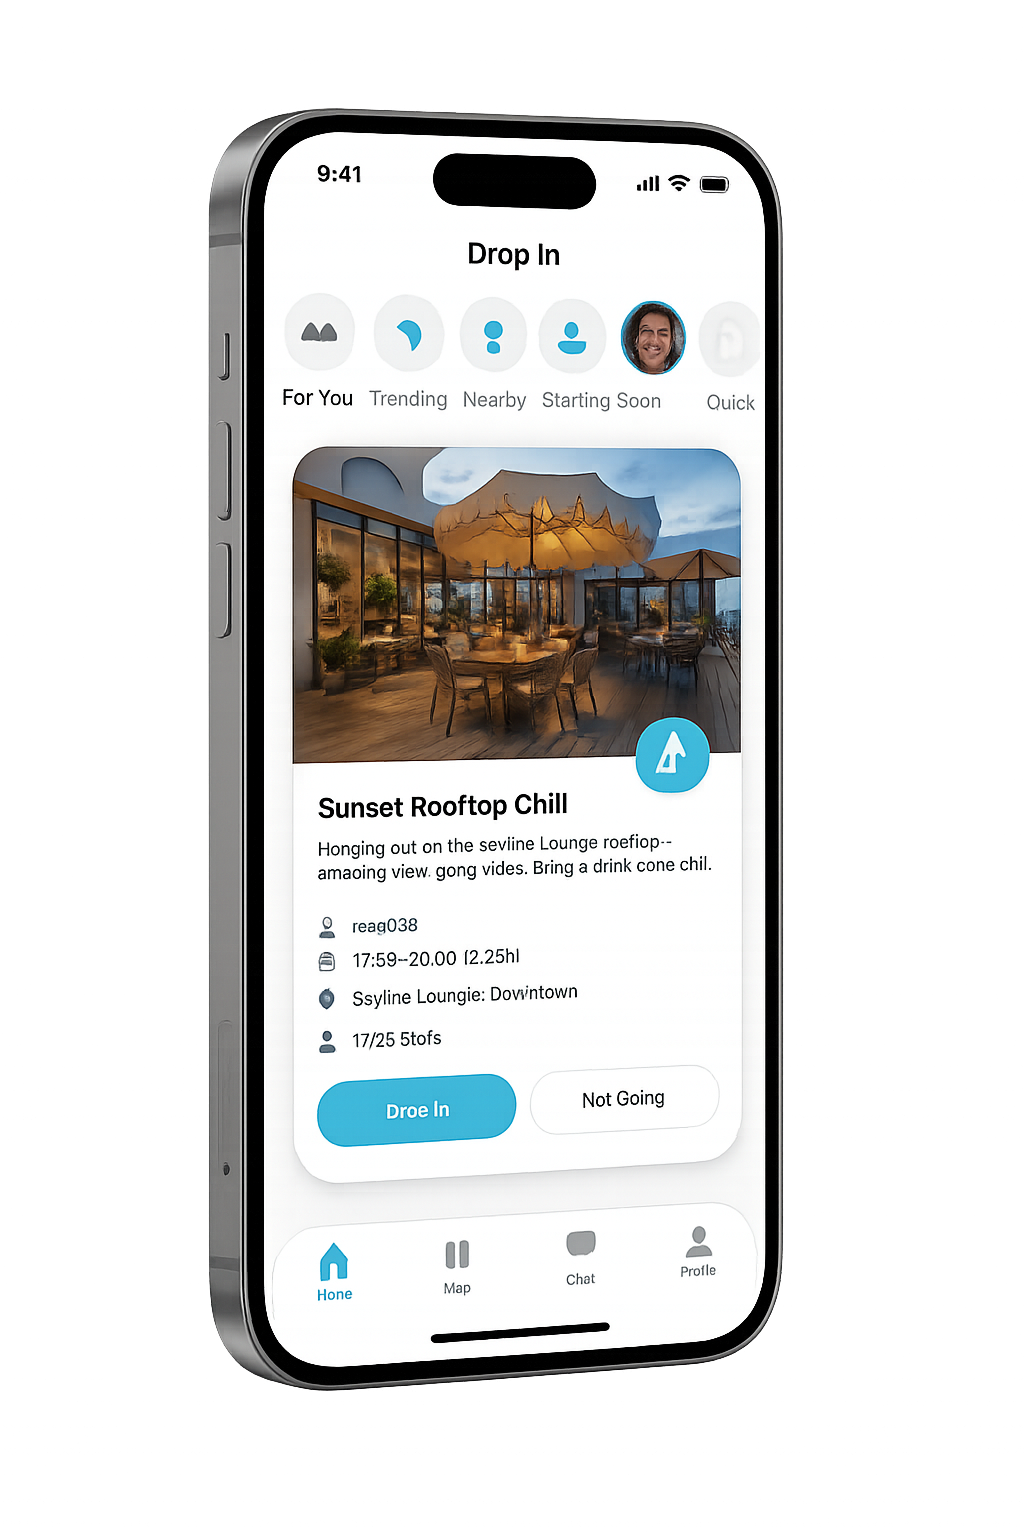 9:41
Drop In
For You Trending Nearby Starting Soon Quick
Sunset Rooftop Chill
Honging out on the sevline Lounge roefiop--
amaoing view. gong vides. Bring a drink cone chil.
reag038
17:59--20.00 (2.25hl
Ssyline Loungie: Downtown
17/25 5tofs
Droe In Not Going
Hone Map Chat Profle